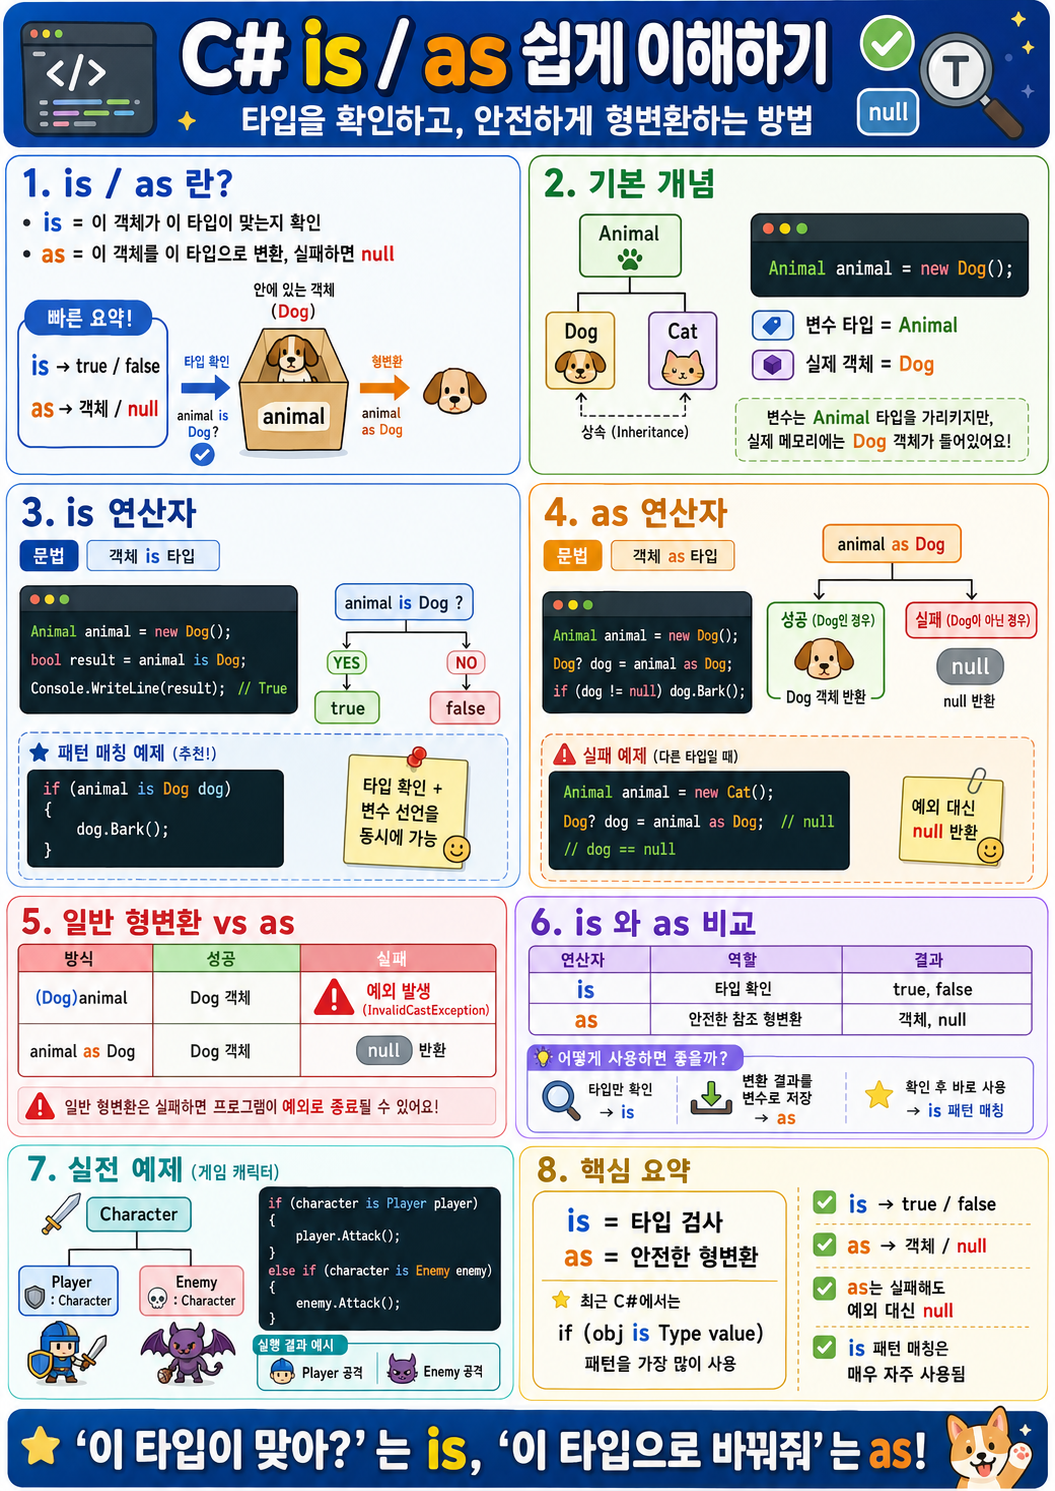 </>
C# is / as 쉽게 이해하기
타입을 확인하고, 안전하게 형변환하는 방법
null
T
1. is / as 란?
• is = 이 객체가 이 타입이 맞는지 확인
• as = 이 객체를 이 타입으로 변환, 실패하면 null
빠른 요약!
is → true / false
as → 객체 / null
타입 확인
animal is
Dog?
안에 있는 객체
(Dog)
animal
형변환
animal
as Dog
2. 기본 개념
Animal
Dog
Cat
상속 (Inheritance)
Animal animal = new Dog();
변수 타입 = Animal
실제 객체 = Dog
변수는 Animal 타입을 가리키지만,
실제 메모리에는 Dog 객체가 들어있어요!
3. is 연산자
문법
객체 is 타입
Animal animal = new Dog();
bool result = animal is Dog;
Console.WriteLine(result); // True
animal is Dog ?
YES
NO
true
false
패턴 매칭 예제 (추천!)
if (animal is Dog dog)
{
dog.Bark();
}
타입 확인 +
변수 선언을
동시에 가능
4. as 연산자
문법
객체 as 타입
Animal animal = new Dog();
Dog? dog = animal as Dog;
if (dog != null) dog.Bark();
animal as Dog
성공 (Dog인 경우)
Dog 객체 반환
실패 (Dog이 아닌 경우)
null
null 반환
실패 예제 (다른 타입일 때)
Animal animal = new Cat();
Dog? dog = animal as Dog; // null
// dog == null
예외 대신
null 반환
5. 일반 형변환 vs as
방식 성공 실패
(Dog)animal Dog 객체 예외 발생
(InvalidCastException)
animal as Dog Dog 객체 null 반환
일반 형변환은 실패하면 프로그램이 예외로 종료될 수 있어요!
6. is 와 as 비교
연산자 역할 결과
is 타입 확인 true, false
as 안전한 참조 형변환 객체, null
어떻게 사용하면 좋을까?
타입만 확인
→ is
변환 결과를
변수로 저장
→ as
확인 후 바로 사용
→ is 패턴 매칭
7. 실전 예제 (게임 캐릭터)
Character
Player
: Character
Enemy
: Character
if (character is Player player)
{
player.Attack();
}
else if (character is Enemy enemy)
{
enemy.Attack();
}
실행 결과 예시
Player 공격
Enemy 공격
8. 핵심 요약
is = 타입 검사
as = 안전한 형변환
최근 C#에서는
if (obj is Type value)
패턴을 가장 많이 사용
is → true / false
as → 객체 / null
as는 실패해도
예외 대신 null
is 패턴 매칭은
매우 자주 사용됨
‘이 타입이 맞아?’ 는 is, ‘이 타입으로 바꿔줘’ 는 as!